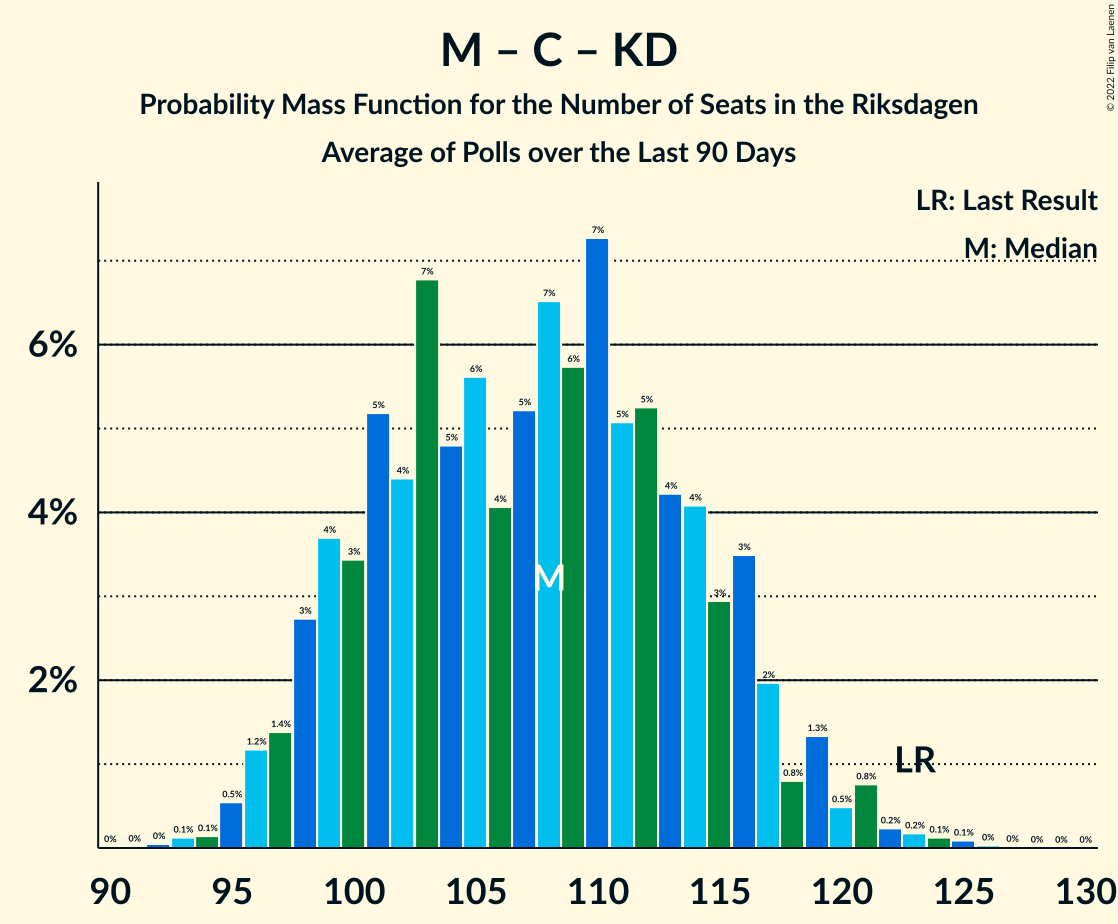 M – C – KD
Probability Mass Function for the Number of Seats in the Riksdagen
Average of Polls over the Last 90 Days
© 2022 Filip van Laenen
LR: Last Result
M: Median
6%
4%
2%
0% 0% 0% 0.1% 0.1% 0.5% 1.2% 1.4% 3% 4% 3% 5% 4% 7% 5% 6% 4% 5% 7% 6% 7% 5% 5% 4% 4% 3% 3% 2% 0.8% 1.3% 0.5% 0.8% 0.2% 0.2% 0.1% 0.1% 0% 0% 0% 0% 0%
M
LR
90 95 100 105 110 115 120 125 130